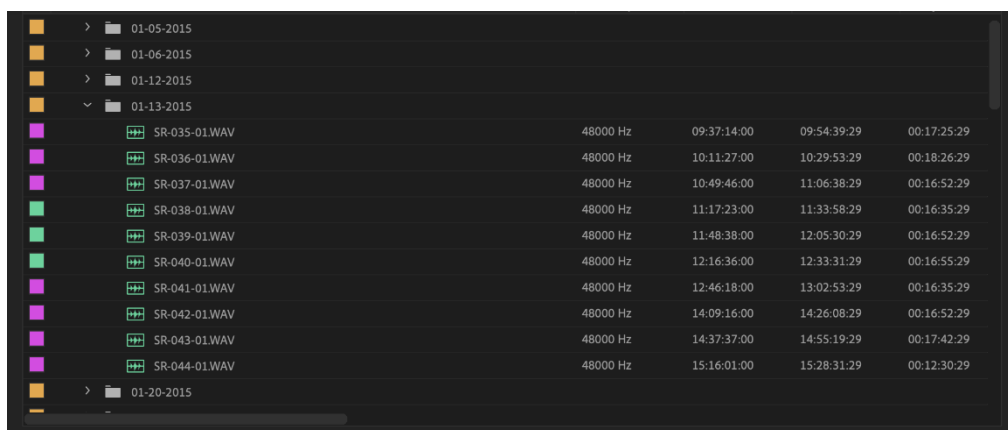 01-05-2015
01-06-2015
01-12-2015
01-13-2015
SR-035-01.WAV 48000 Hz 09:37:14:00 09:54:39:29 00:17:25:29
SR-036-01.WAV 48000 Hz 10:11:27:00 10:29:53:29 00:18:26:29
SR-037-01.WAV 48000 Hz 10:49:46:00 11:06:38:29 00:16:52:29
SR-038-01.WAV 48000 Hz 11:17:23:00 11:33:58:29 00:16:35:29
SR-039-01.WAV 48000 Hz 11:48:38:00 12:05:30:29 00:16:52:29
SR-040-01.WAV 48000 Hz 12:16:36:00 12:33:31:29 00:16:55:29
SR-041-01.WAV 48000 Hz 12:46:18:00 13:02:53:29 00:16:35:29
SR-042-01.WAV 48000 Hz 14:09:16:00 14:26:08:29 00:16:52:29
SR-043-01.WAV 48000 Hz 14:37:37:00 14:55:19:29 00:17:42:29
SR-044-01.WAV 48000 Hz 15:16:01:00 15:28:31:29 00:12:30:29
01-20-2015